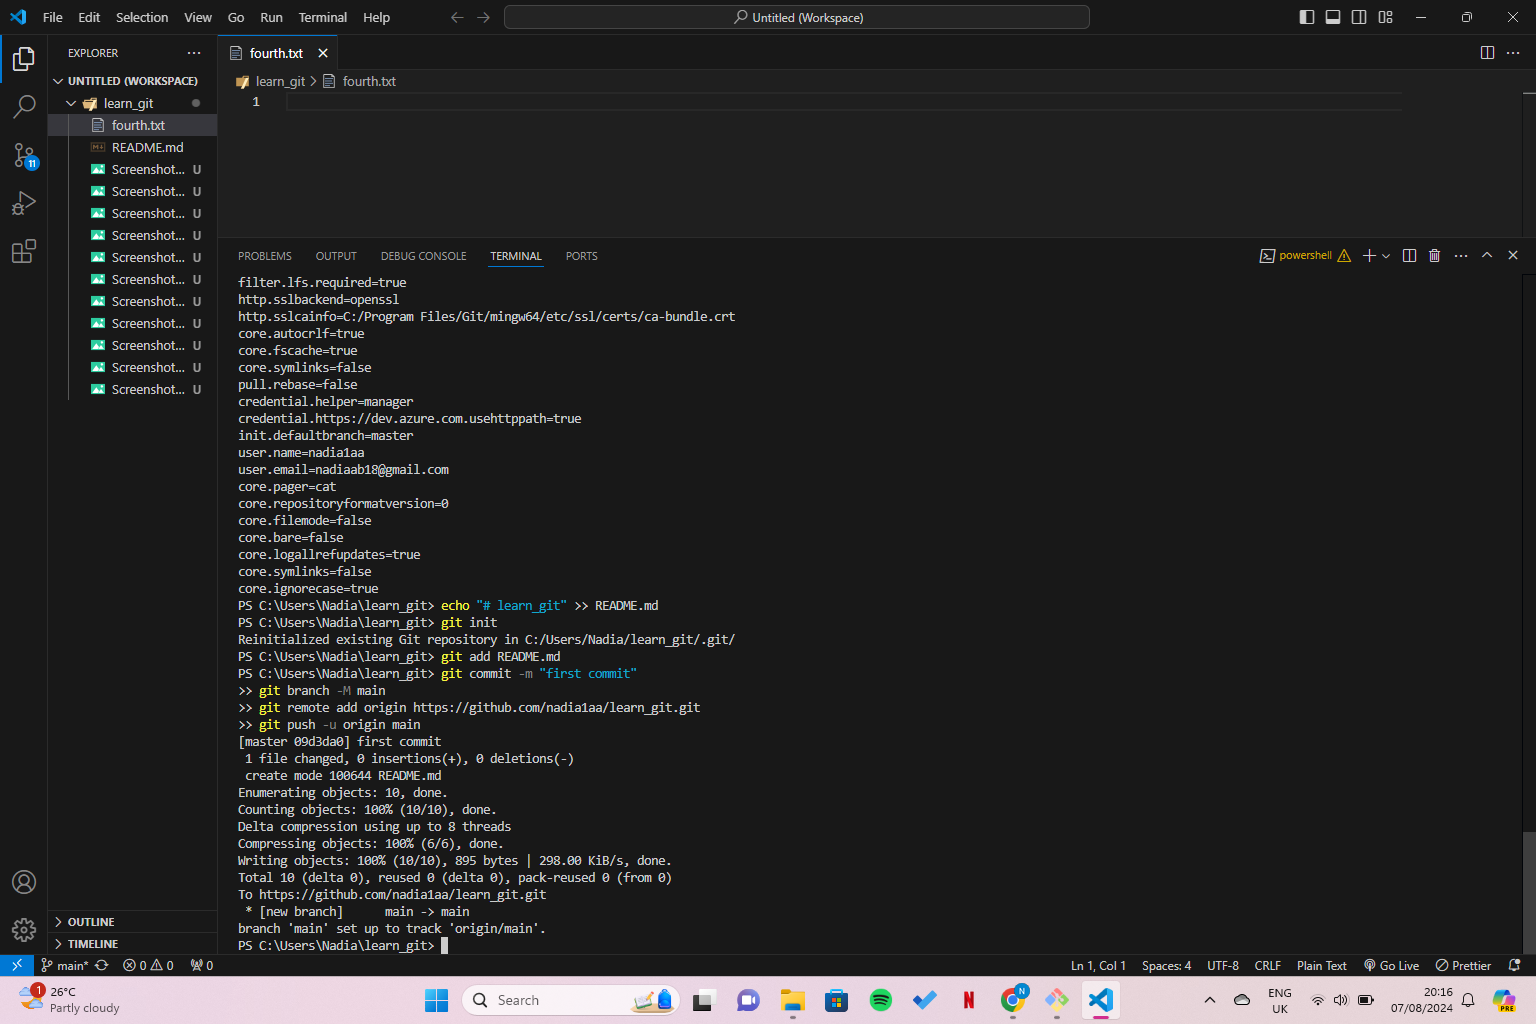 File Edit Selection View Go Run Terminal Help
Untitled (Workspace)
EXPLORER
fourth.txt
UNTITLED (WORKSPACE)
learn_git
fourth.txt
README.md
Screenshot... U
Screenshot... U
Screenshot... U
Screenshot... U
Screenshot... U
Screenshot... U
Screenshot... U
Screenshot... U
Screenshot... U
Screenshot... U
Screenshot... U
11
OUTLINE
TIMELINE
learn_git > fourth.txt
1
PROBLEMS OUTPUT DEBUG CONSOLE TERMINAL PORTS
powershell
filter.lfs.required=true
http.sslbackend=openssl
http.sslcainfo=C:/Program Files/Git/mingw64/etc/ssl/certs/ca-bundle.crt
core.autocrlf=true
core.fscache=true
core.symlinks=false
pull.rebase=false
credential.helper=manager
credential.https://dev.azure.com.usehttppath=true
init.defaultbranch=master
user.name=nadia1aa
user.email=nadiaab18@gmail.com
core.pager=cat
core.repositoryformatversion=0
core.filemode=false
core.bare=false
core.logallrefupdates=true
core.symlinks=false
core.ignorecase=true
PS C:\Users\Nadia\learn_git> echo "# learn_git" >> README.md
PS C:\Users\Nadia\learn_git> git init
Reinitialized existing Git repository in C:/Users/Nadia/learn_git/.git/
PS C:\Users\Nadia\learn_git> git add README.md
PS C:\Users\Nadia\learn_git> git commit -m "first commit"
>> git branch -M main
>> git remote add origin https://github.com/nadia1aa/learn_git.git
>> git push -u origin main
[master 09d3da0] first commit
1 file changed, 0 insertions(+), 0 deletions(-)
create mode 100644 README.md
Enumerating objects: 10, done.
Counting objects: 100% (10/10), done.
Delta compression using up to 8 threads
Compressing objects: 100% (6/6), done.
Writing objects: 100% (10/10), 895 bytes | 298.00 KiB/s, done.
Total 10 (delta 0), reused 0 (delta 0), pack-reused 0 (from 0)
To https://github.com/nadia1aa/learn_git.git
* [new branch] main -> main
branch 'main' set up to track 'origin/main'.
PS C:\Users\Nadia\learn_git>
main* 0 0 0
Ln 1, Col 1 Spaces: 4 UTF-8 CRLF Plain Text Go Live Prettier
1
26°C
Partly cloudy
Search
N
N
ENG
UK
20:16
07/08/2024
PRE